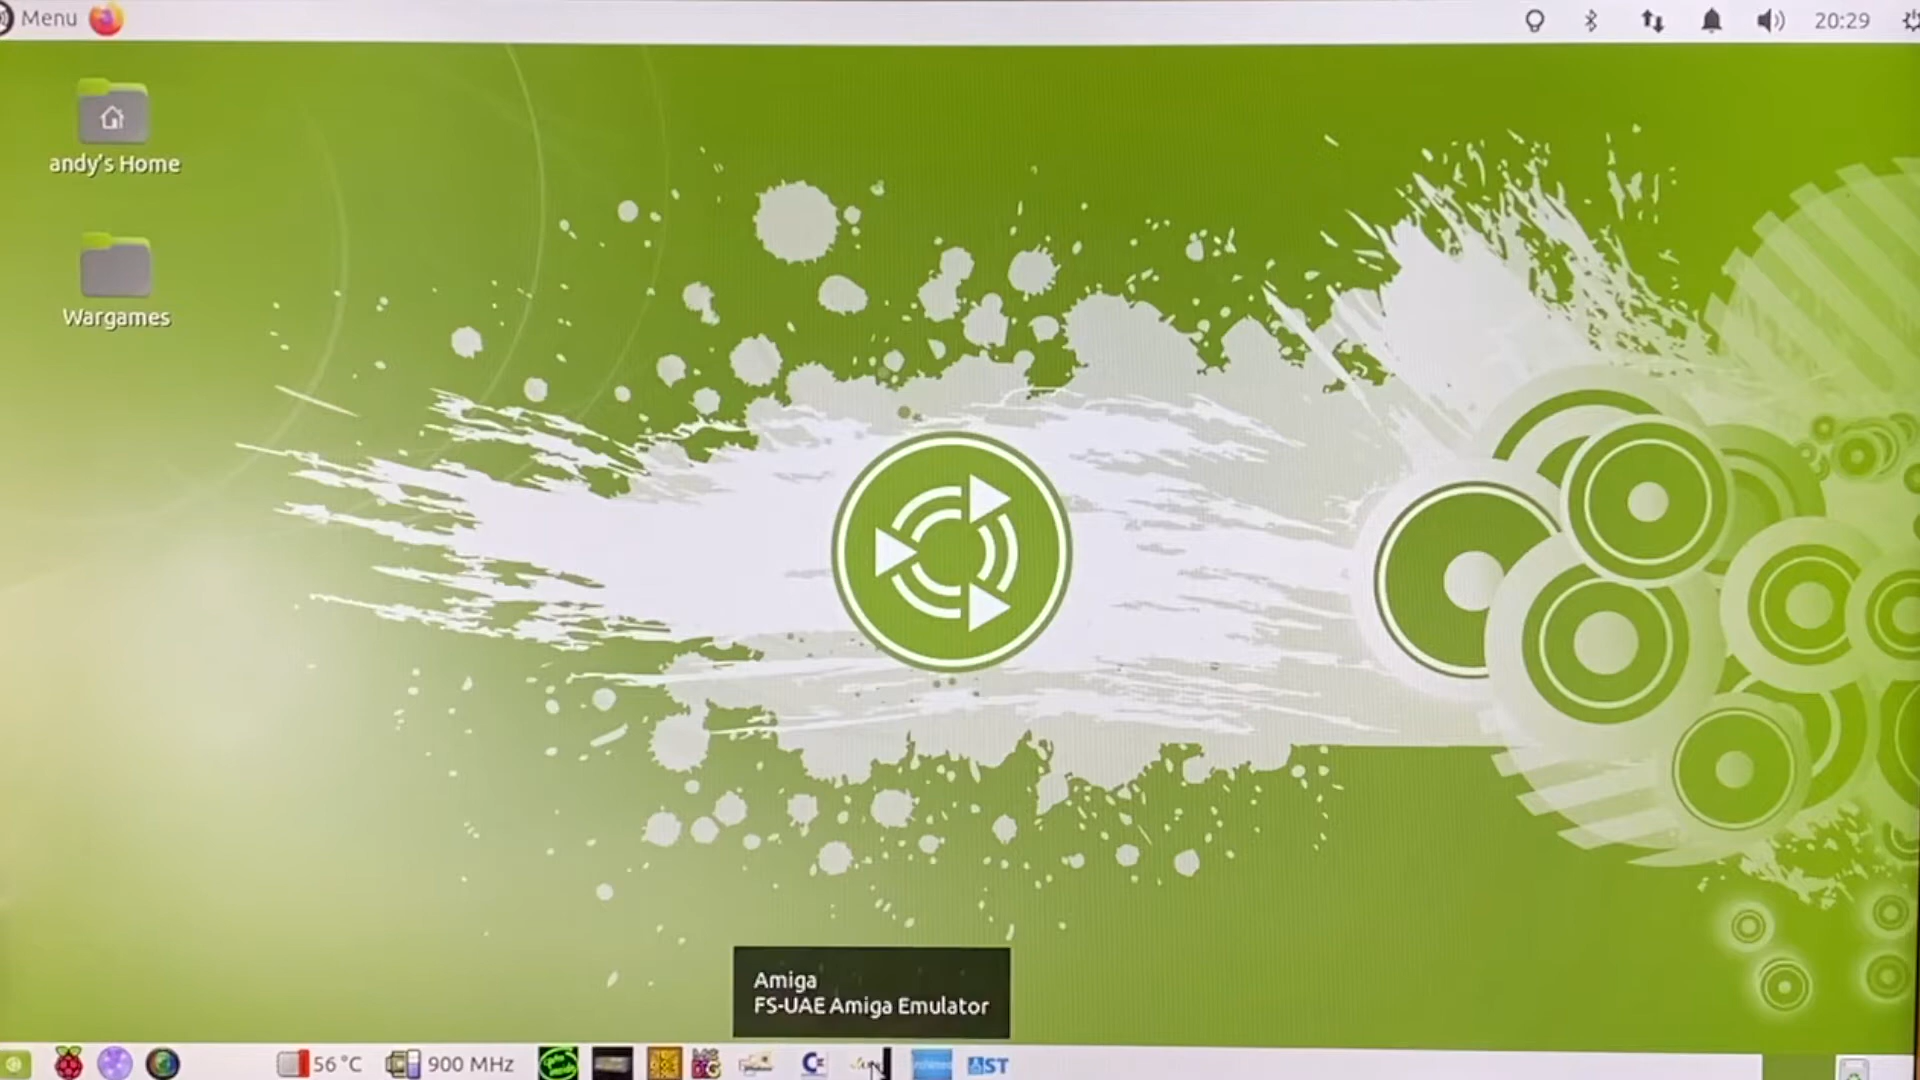 Menu
20:29
andy's Home
Wargames
Amiga
FS-UAE Amiga Emulator
56°C
900 MHz
ST